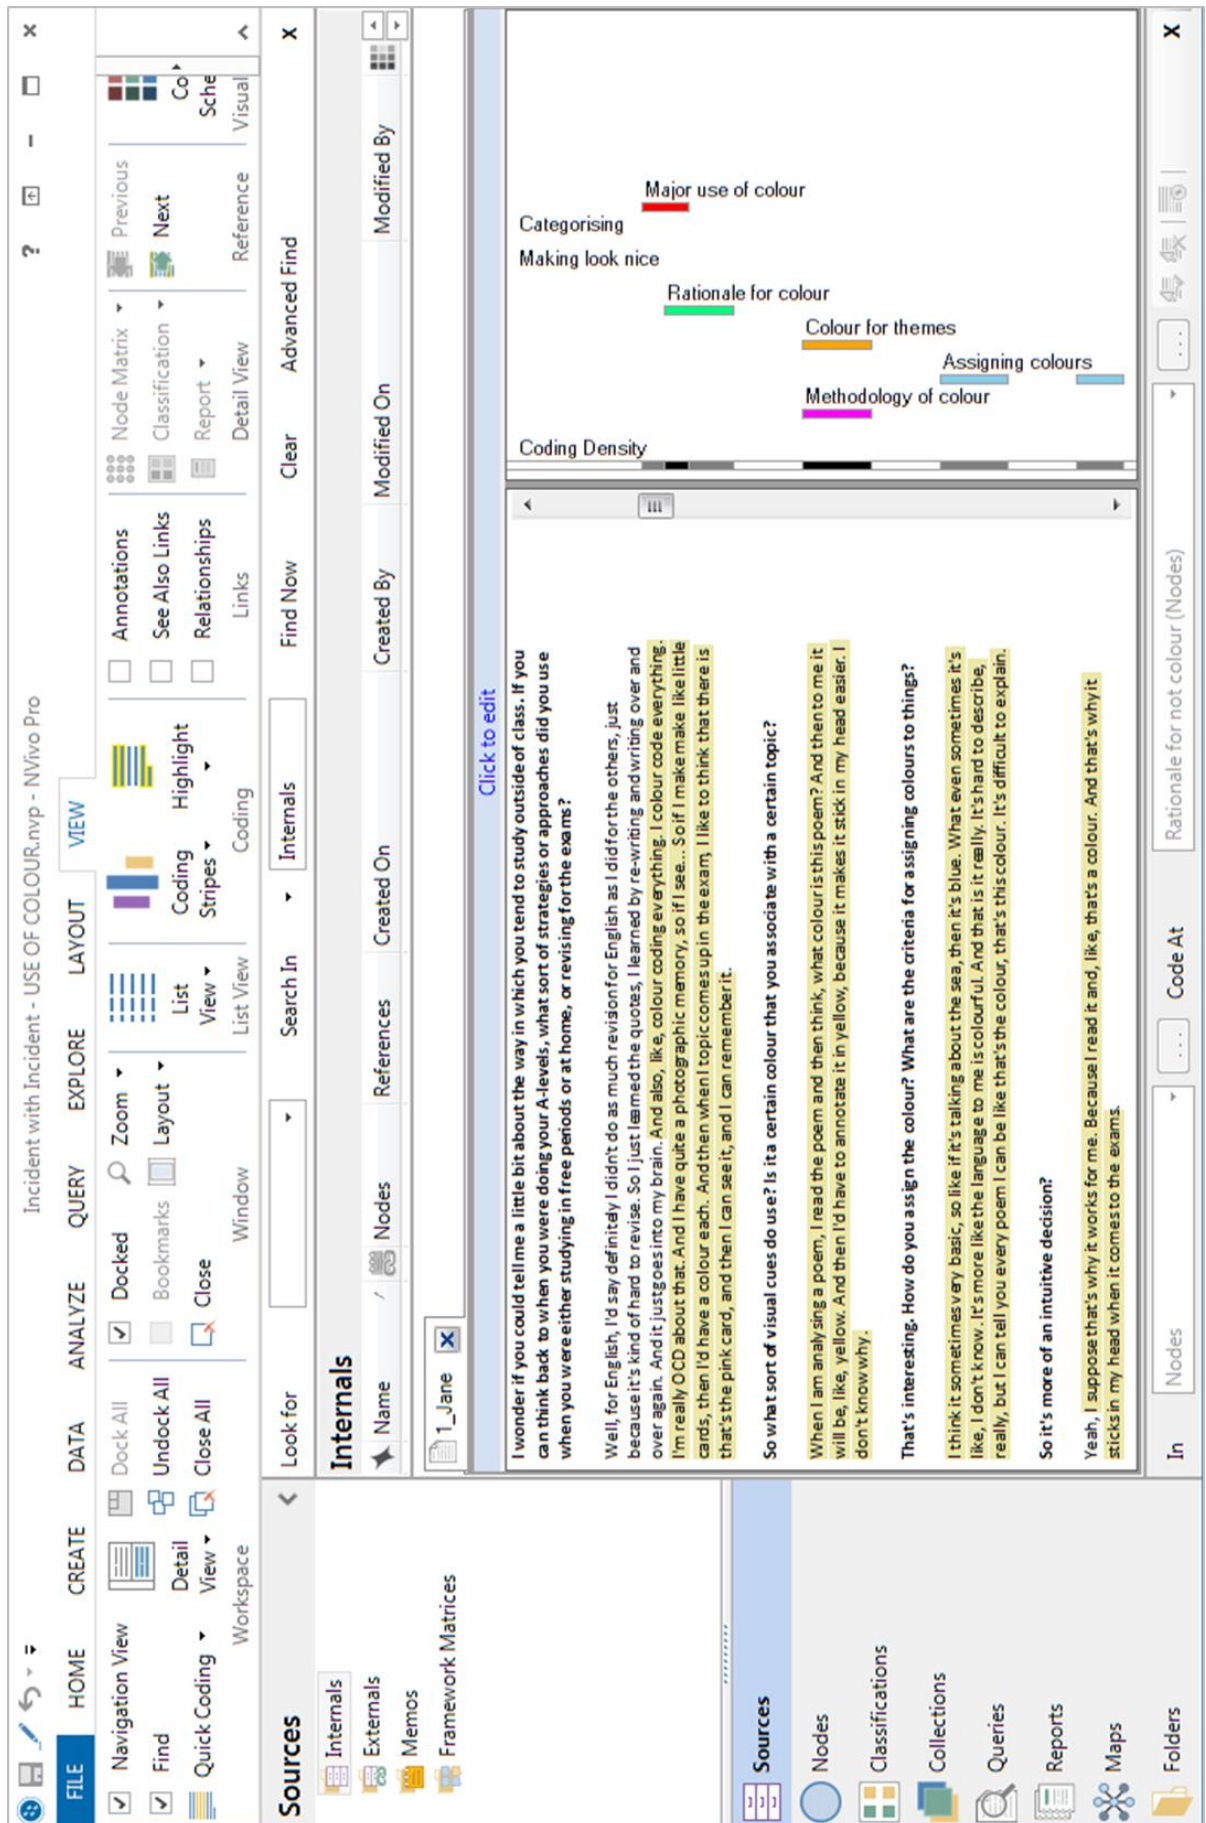 Incident with Incident - USE OF COLOUR.nvp - NVivo Pro
?
FILE HOME CREATE DATA ANALYZE QUERY EXPLORE LAYOUT VIEW
Navigation View
Find
Quick Coding
Detail
View
Dock All
Undock All
Close All
Workspace
Docked
Bookmarks
Close
Zoom
Layout
Window
List
View
List View
Coding
Stripes
Highlight
Coding
Annotations
See Also Links
Relationships
Links
Node Matrix
Classification
Report
Detail View
Previous
Next
Reference
Co
Sche
Visual
Sources
Internals
Externals
Memos
Framework Matrices
Sources
Nodes
Classifications
Collections
Queries
Reports
Maps
Folders
Look for Search In Internals Find Now Clear Advanced Find X
Internals
Name Nodes References Created On Created By Modified On Modified By
1_Jane
Click to edit
I wonder if you could tell me a little bit about the way in which you tend to study outside of class. If you
can think back to when you were doing your A-levels, what sort of strategies or approaches did you use
when you were either studying in free periods or at home, or revising for the exams?
Well, for English, I'd say definitely I didn't do as much revision for English as I did for the others, just
because it's kind of hard to revise. So I just learned the quotes, I learned by re-writing and writing over and
over again. And it just goes into my brain. And also, like, colour coding everything. I colour code everything.
I'm really OCD about that. And I have quite a photographic memory, so if I see... So if I make make like little
cards, then I'd have a colour each. And then when I topic comes up in the exam, I like to think that there is
that's the pink card, and then I can see it, and I can remember it.
So what sort of visual cues do use? Is it a certain colour that you associate with a certain topic?
When I am analysing a poem, I read the poem and then think, what colour is this poem? And then to me it
will be, like, yellow. And then I'd have to annotate it in yellow, because it makes it stick in my head easier. I
don't know why.
That's interesting. How do you assign the colour? What are the criteria for assigning colours to things?
I think it sometimes very basic, so like if it's talking about the sea, then it's blue. What even sometimes it's
like, I don't know. It's more like the language to me is colourful. And that is it really. It's hard to describe,
really, but I can tell you every poem I can be like that's the colour, that's this colour. It's difficult to explain.
So it's more of an intuitive decision?
Yeah, I suppose that's why it works for me. Because I read it and, like, that's a colour. And that's why it
sticks in my head when it comes to the exams.
Coding Density
Methodology of colour
Assigning colours
Colour for themes
Rationale for colour
Making look nice
Categorising
Major use of colour
In Nodes ... Code At Rationale for not colour (Nodes) ... X